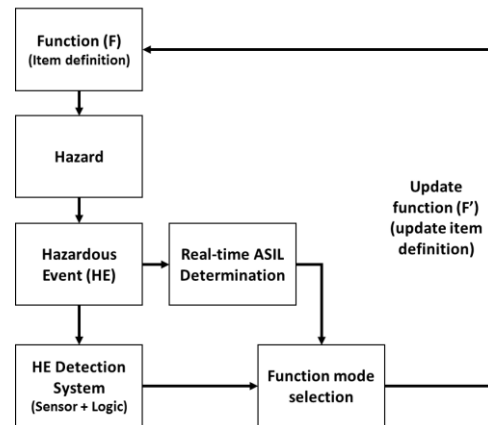 Function (F)
(Item definition)
Hazard
Hazardous
Event (HE)
Real-time ASIL
Determination
Update
function (F’)
(update item
definition)
HE Detection
System
(Sensor + Logic)
Function mode
selection